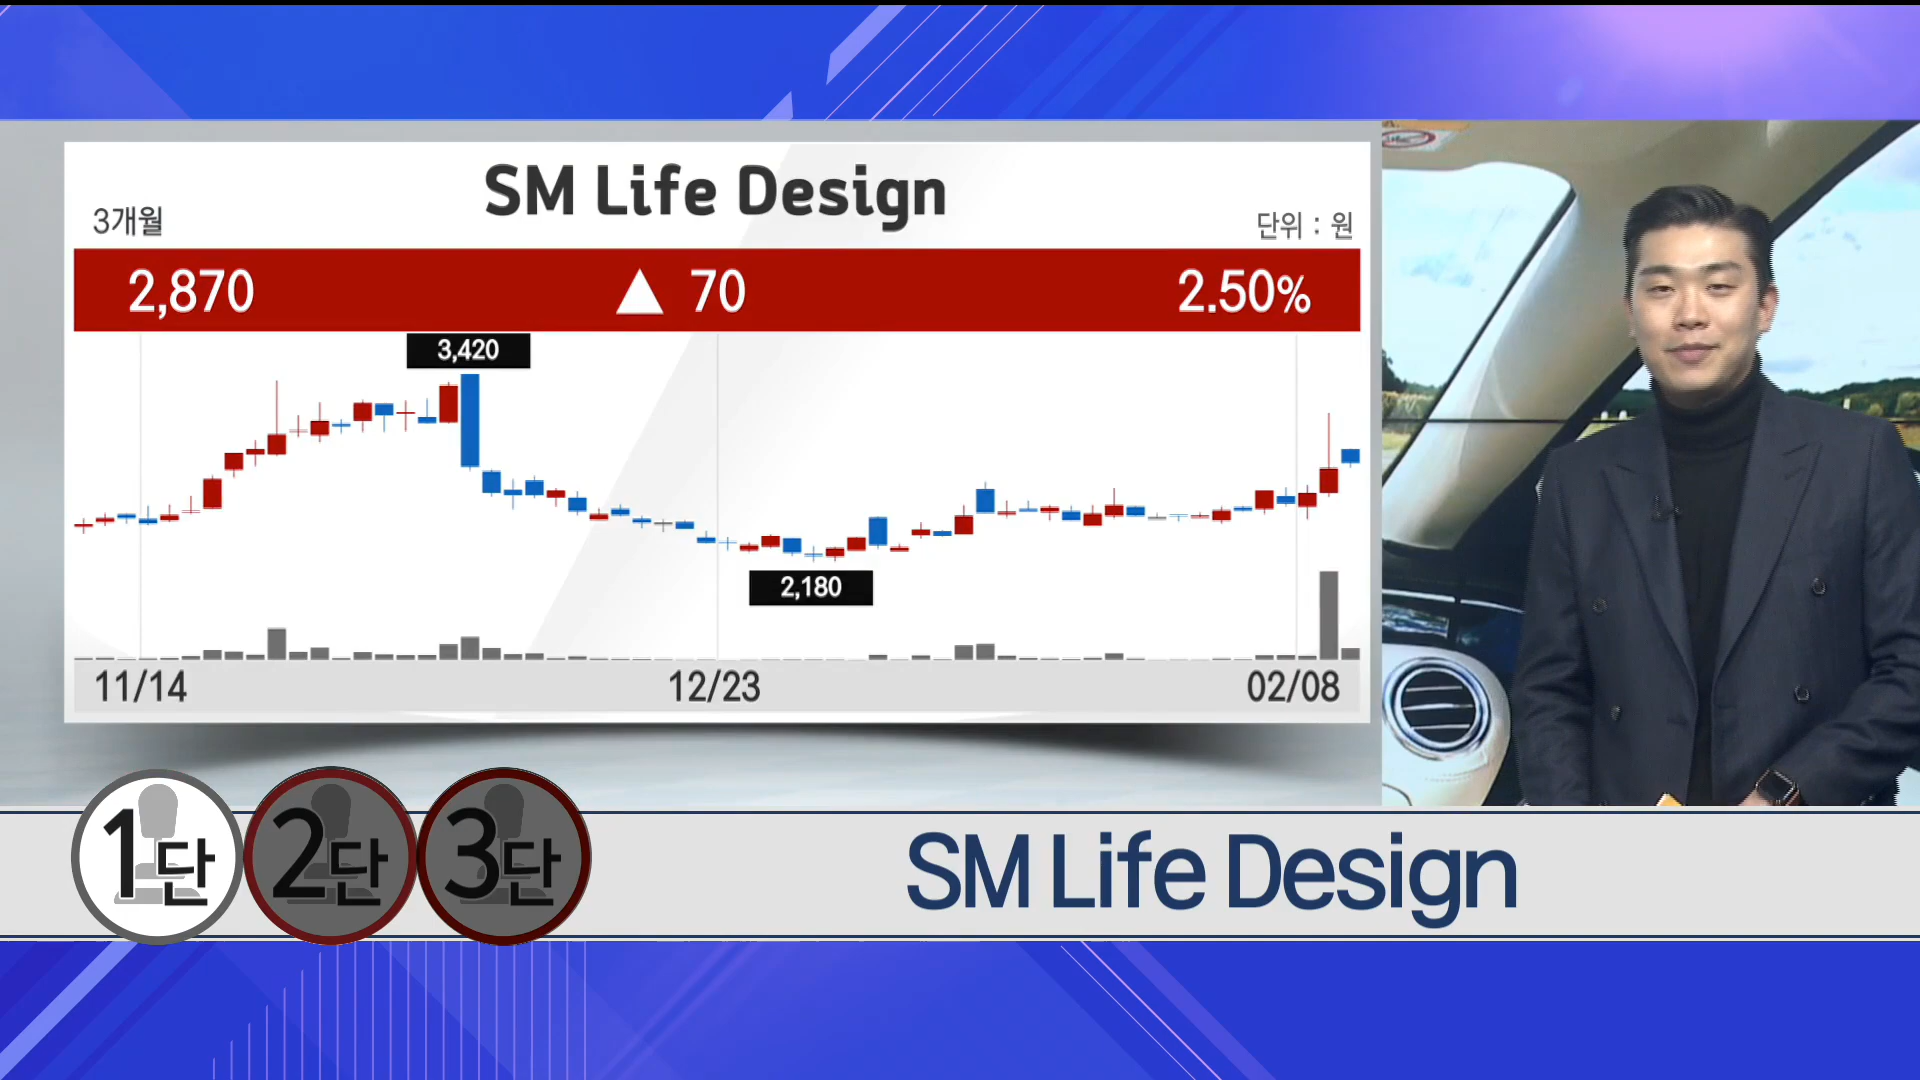 SM Life Design
3개월
단위 : 원
2,870 ▲ 70 2.50%
3,420
2,180
11/14 12/23 02/08
1단 2단 3단
SM Life Design